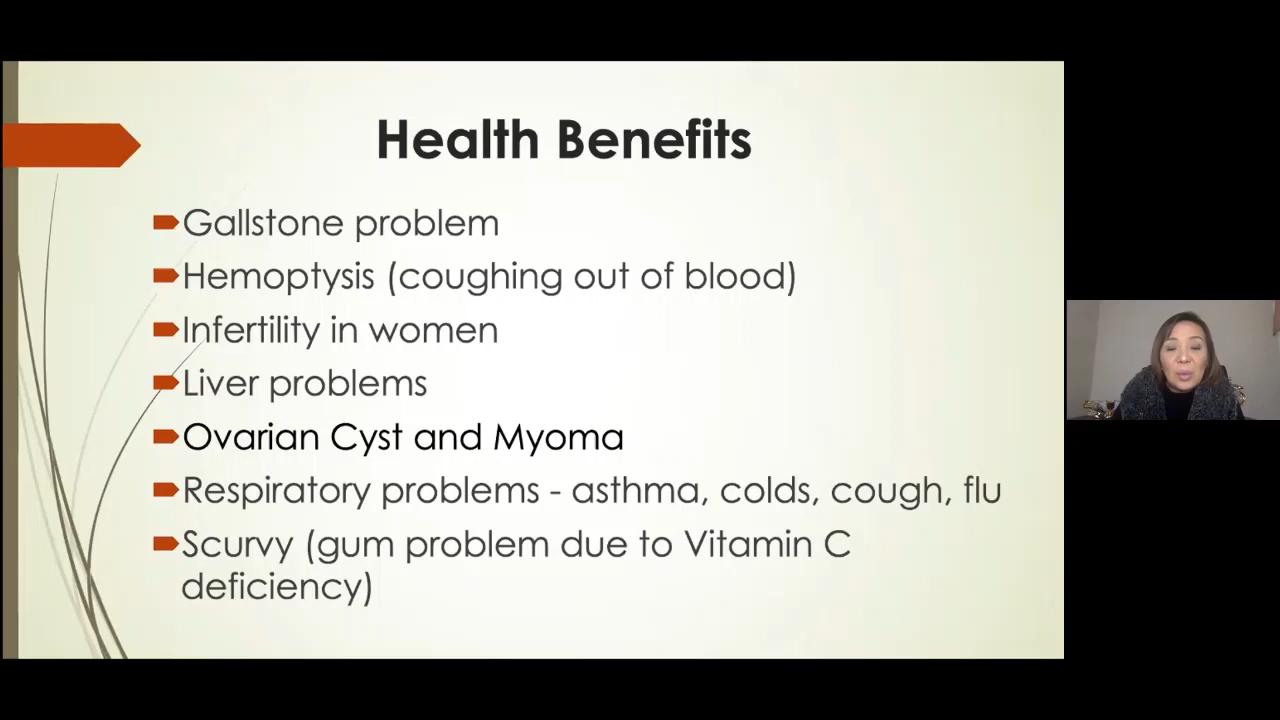 Health Benefits
Gallstone problem
Hemoptysis (coughing out of blood)
Infertility in women
Liver problems
Ovarian Cyst and Myoma
Respiratory problems - asthma, colds, cough, flu
Scurvy (gum problem due to Vitamin C
deficiency)